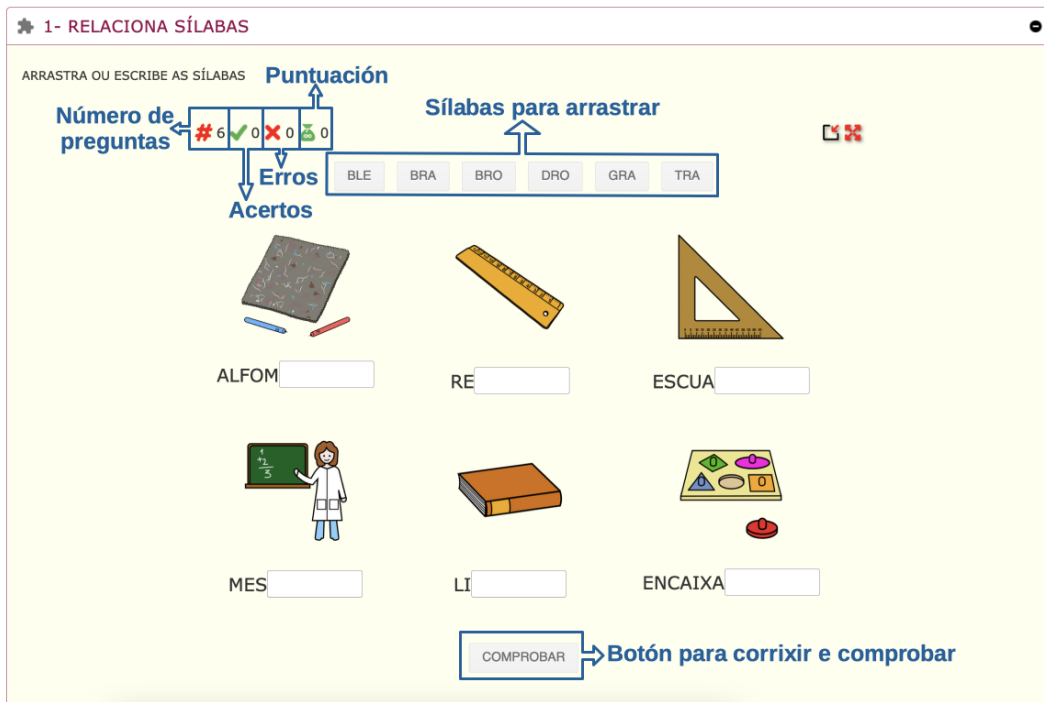 1- RELACIONA SÍLABAS
ARRASTRA OU ESCRIBE AS SÍLABAS
Puntuación
Número de
preguntas
# 6 0 0 0
Sílabas para arrastrar
Erros
Acertos
BLE BRA BRO DRO GRA TRA
ALFOM
RE
ESCUA
MES
LI
ENCAIXA
COMPROBAR
Botón para corrixir e comprobar